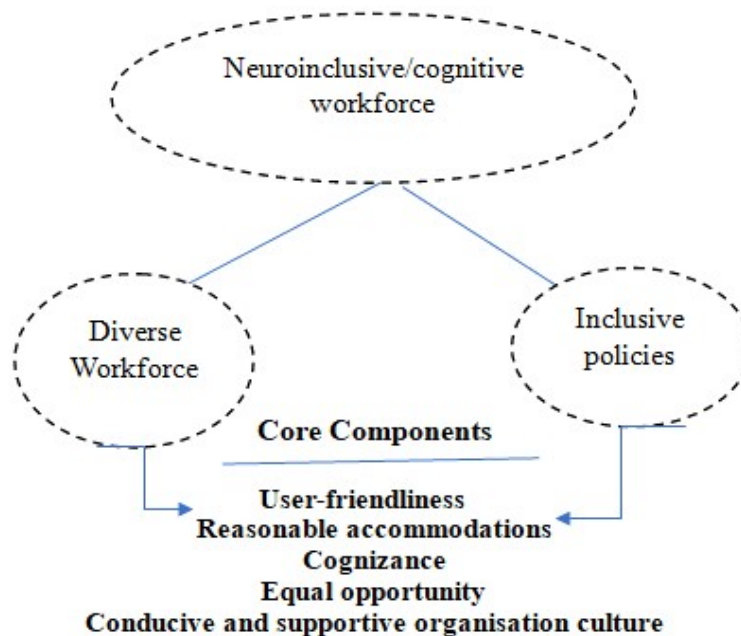 Neuroinclusive/cognitive
workforce
Diverse
Workforce
Inclusive
policies
Core Components
User-friendliness
Reasonable accommodations
Cognizance
Equal opportunity
Conducive and supportive organisation culture